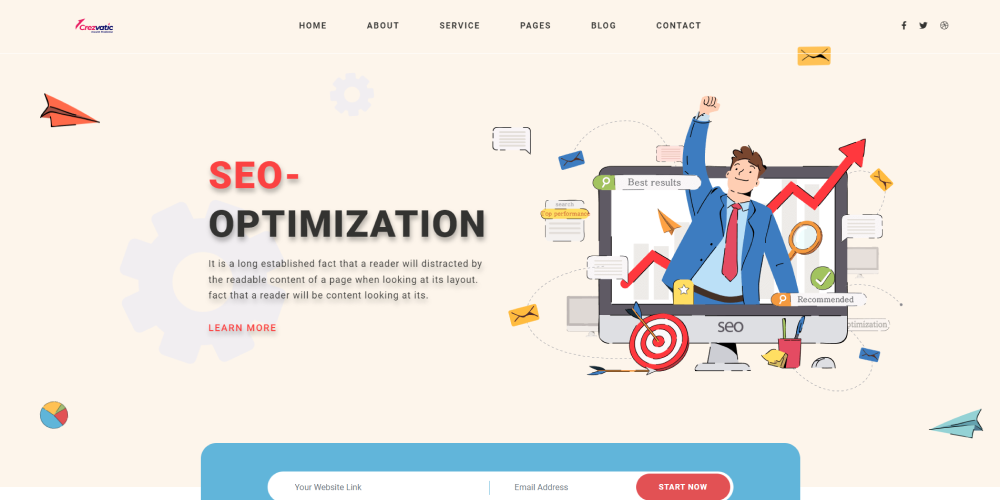 Crezvatic
HOME
ABOUT
SERVICE
PAGES
BLOG
CONTACT
SEO-
OPTIMIZATION
It is a long established fact that a reader will distracted by
the readable content of a page when looking at its layout.
fact that a reader will be content looking at its.
LEARN MORE
Best results
search
Top performance
Recommended
optimization
seo
Your Website Link
Email Address
START NOW